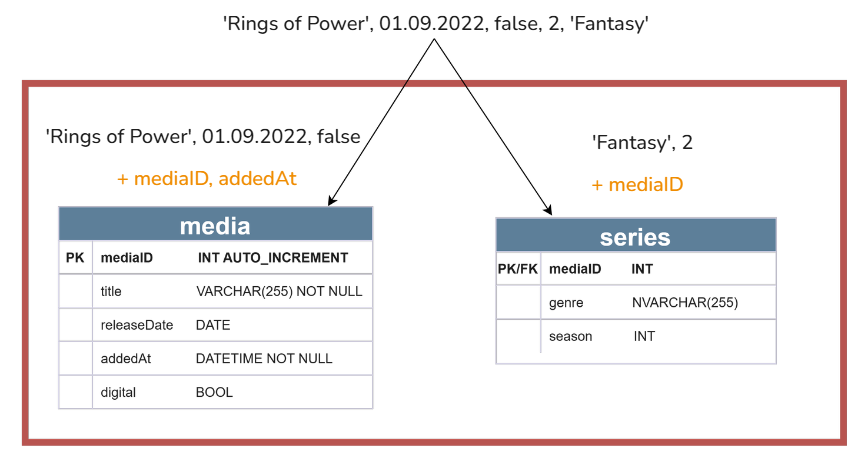 'Rings of Power', 01.09.2022, false, 2, 'Fantasy'
'Rings of Power', 01.09.2022, false
+ mediaID, addedAt
'Fantasy', 2
+ mediaID
media
PK mediaID INT AUTO_INCREMENT
title VARCHAR(255) NOT NULL
releaseDate DATE
addedAt DATETIME NOT NULL
digital BOOL
series
PK/FK mediaID INT
genre NVARCHAR(255)
season INT